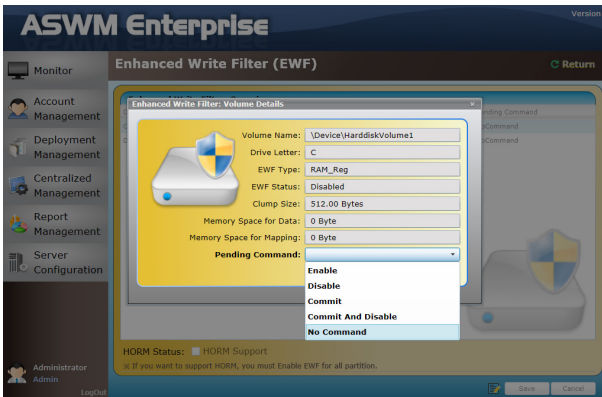 ASWM Enterprise
Version
Monitor
Account
Management
Deployment
Management
Centralized
Management
Report
Management
Server
Configuration
Administrator
Admin
LogOut
Enhanced Write Filter (EWF)
Return
Enhanced Write Filter: Volume Details
×
Volume Name: \Device\HarddiskVolume1
Drive Letter: C
EWF Type: RAM_Reg
EWF Status: Disabled
Clump Size: 512.00 Bytes
Memory Space for Data: 0 Byte
Memory Space for Mapping: 0 Byte
Pending Command:
Enable
Disable
Commit
Commit And Disable
No Command
Command
Command
Command
HORM Status: HORM Support
※ If you want to support HORM, you must Enable EWF for all partition.
Save
Cancel